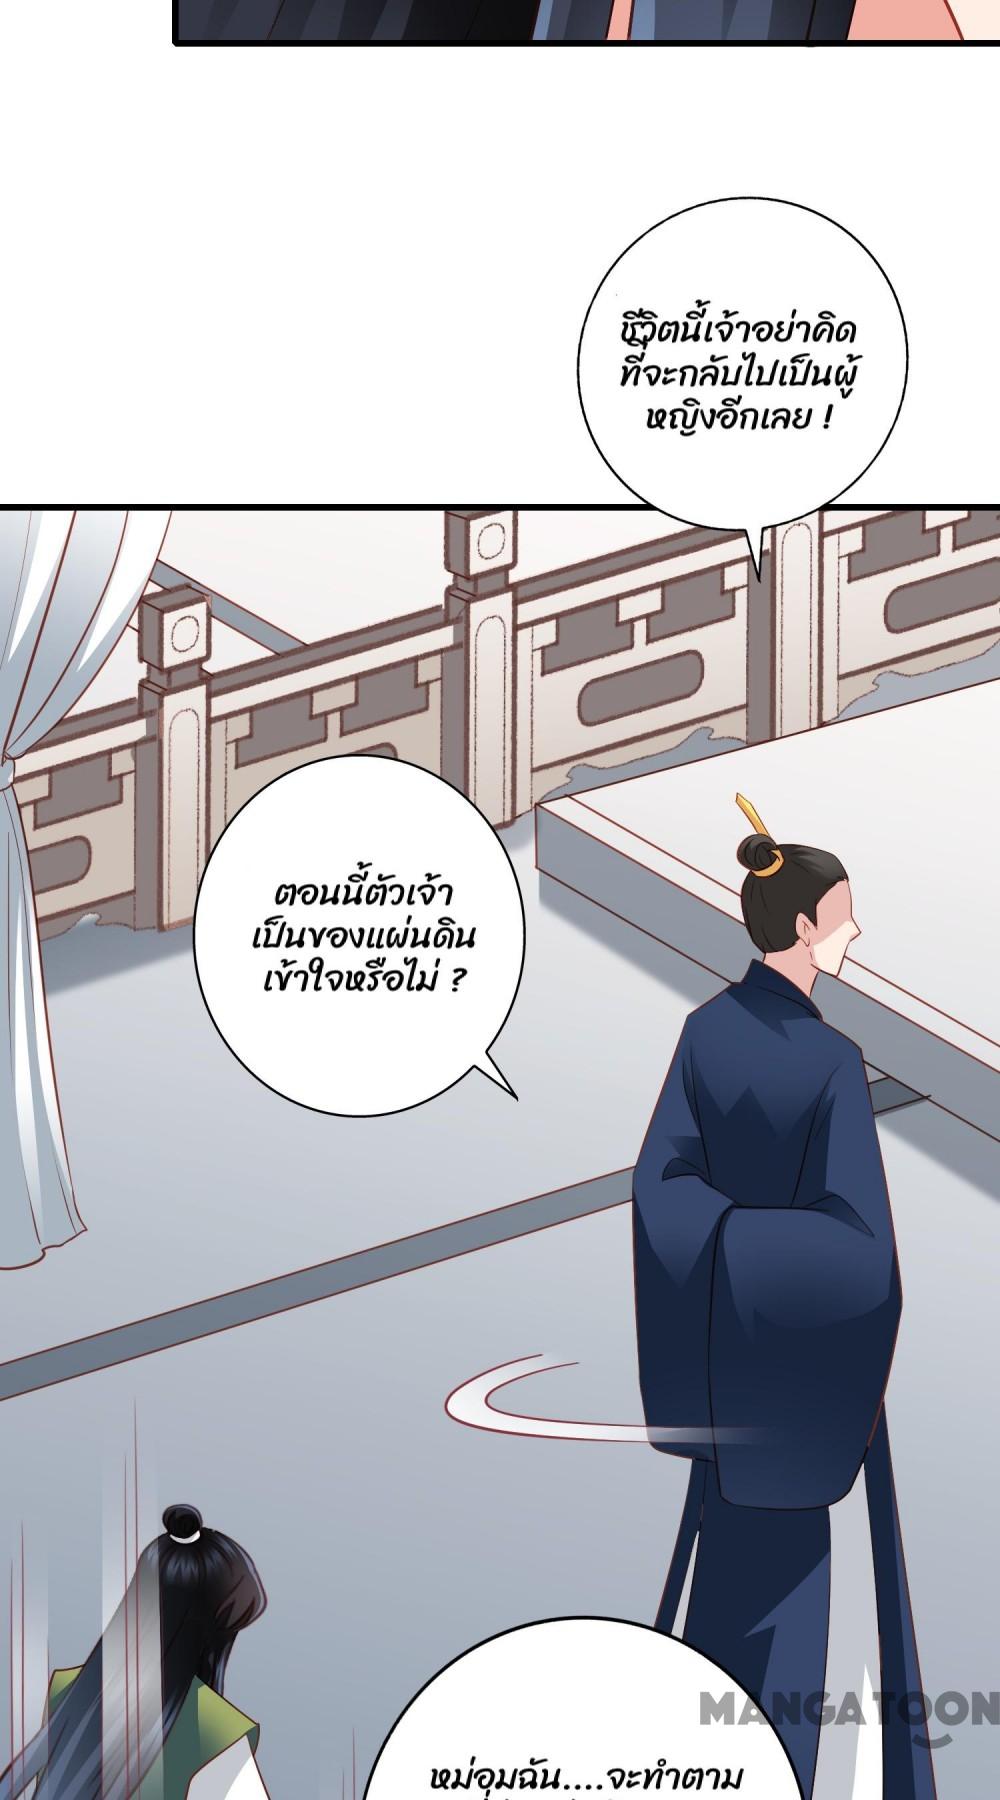 ชีวิตนี้เจ้าอย่าคิด
ที่จะกลับไปเป็นผู้
หญิงอีกเลย !
ตอนนี้ตัวเจ้า
เป็นของแผ่นดิน
เข้าใจหรือไม่ ?
MANGATOON
หม่อมฉัน....จะทำตาม